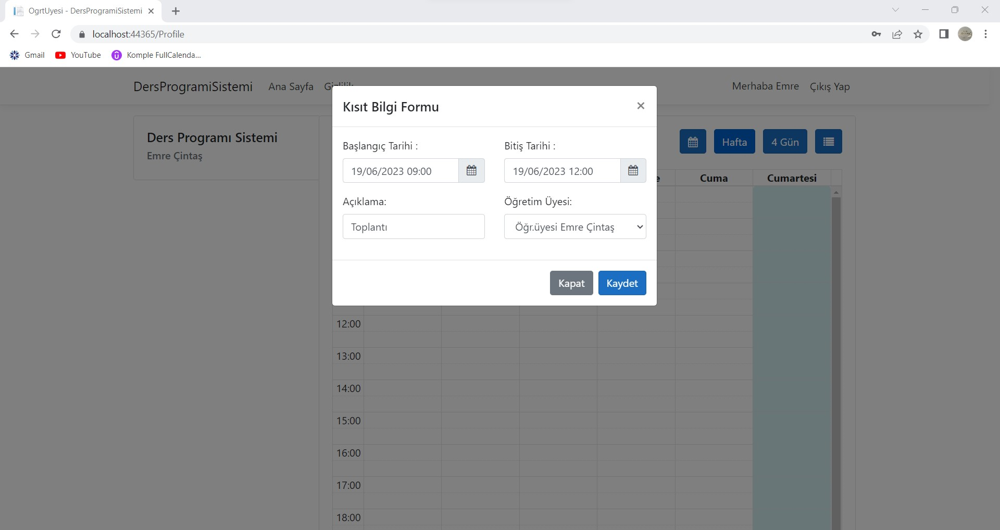 OgrtUyesi - DersProgramiSistemi
localhost:44365/Profile
Gmail YouTube Komple FullCalenda...
DersProgramiSistemi Ana Sayfa Merhaba Emre Çıkış Yap
Ders Programı Sistemi
Emre Çintaş
Hafta 4 Gün
Cuma Cumartesi
Kısıt Bilgi Formu
Başlangıç Tarihi : Bitiş Tarihi :
19/06/2023 09:00 19/06/2023 12:00
Açıklama: Öğretim Üyesi:
Toplantı Öğr.üyesi Emre Çintaş
Kapat Kaydet
12:00
13:00
14:00
15:00
16:00
17:00
18:00